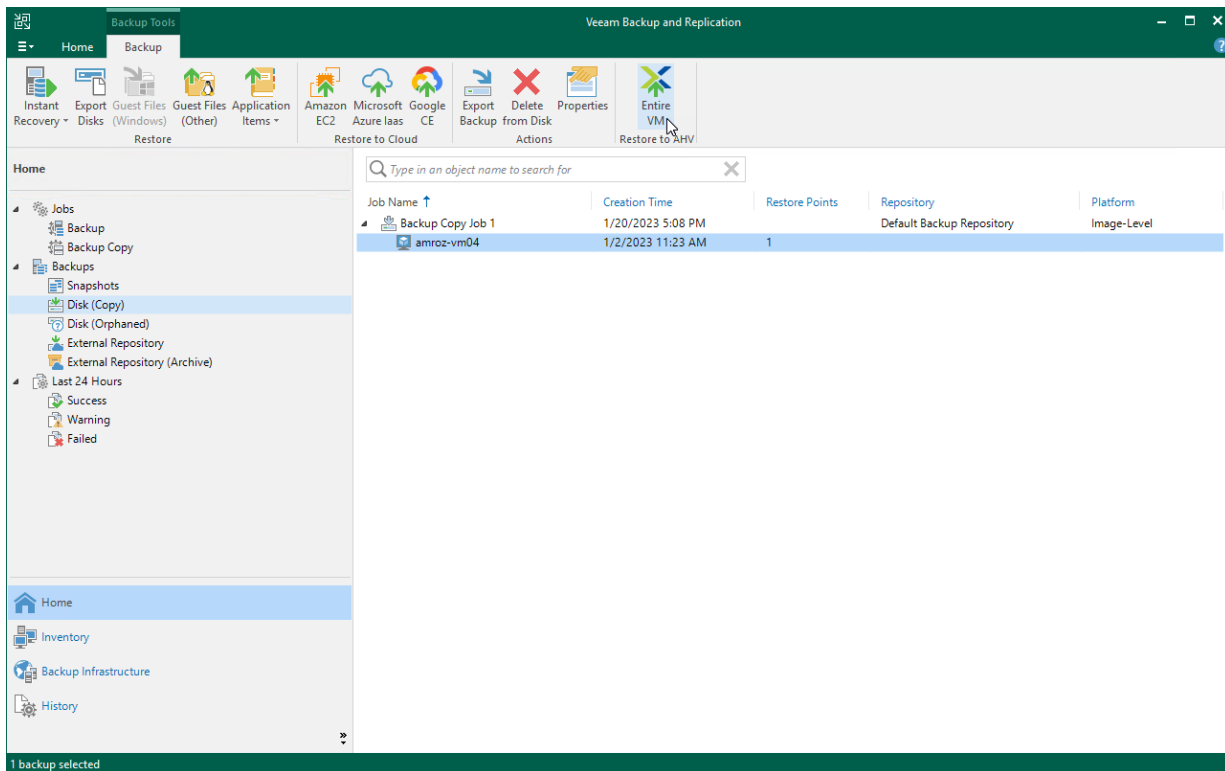 Backup Tools
Veeam Backup and Replication
Home Backup
Instant Recovery
Export Disks
Guest Files (Windows)
Guest Files (Other)
Application Items
Amazon EC2
Microsoft Azure Iaas
Google CE
Export Backup
Delete from Disk
Properties
Entire VM
Restore
Restore to Cloud
Actions
Restore to AHV
Home
Type in an object name to search for
Jobs
Backup
Backup Copy
Backups
Snapshots
Disk (Copy)
Disk (Orphaned)
External Repository
External Repository (Archive)
Last 24 Hours
Success
Warning
Failed
Job Name Creation Time Restore Points Repository Platform
Backup Copy Job 1 1/20/2023 5:08 PM Default Backup Repository Image-Level
amroz-vm04 1/2/2023 11:23 AM 1
Home
Inventory
Backup Infrastructure
History
1 backup selected